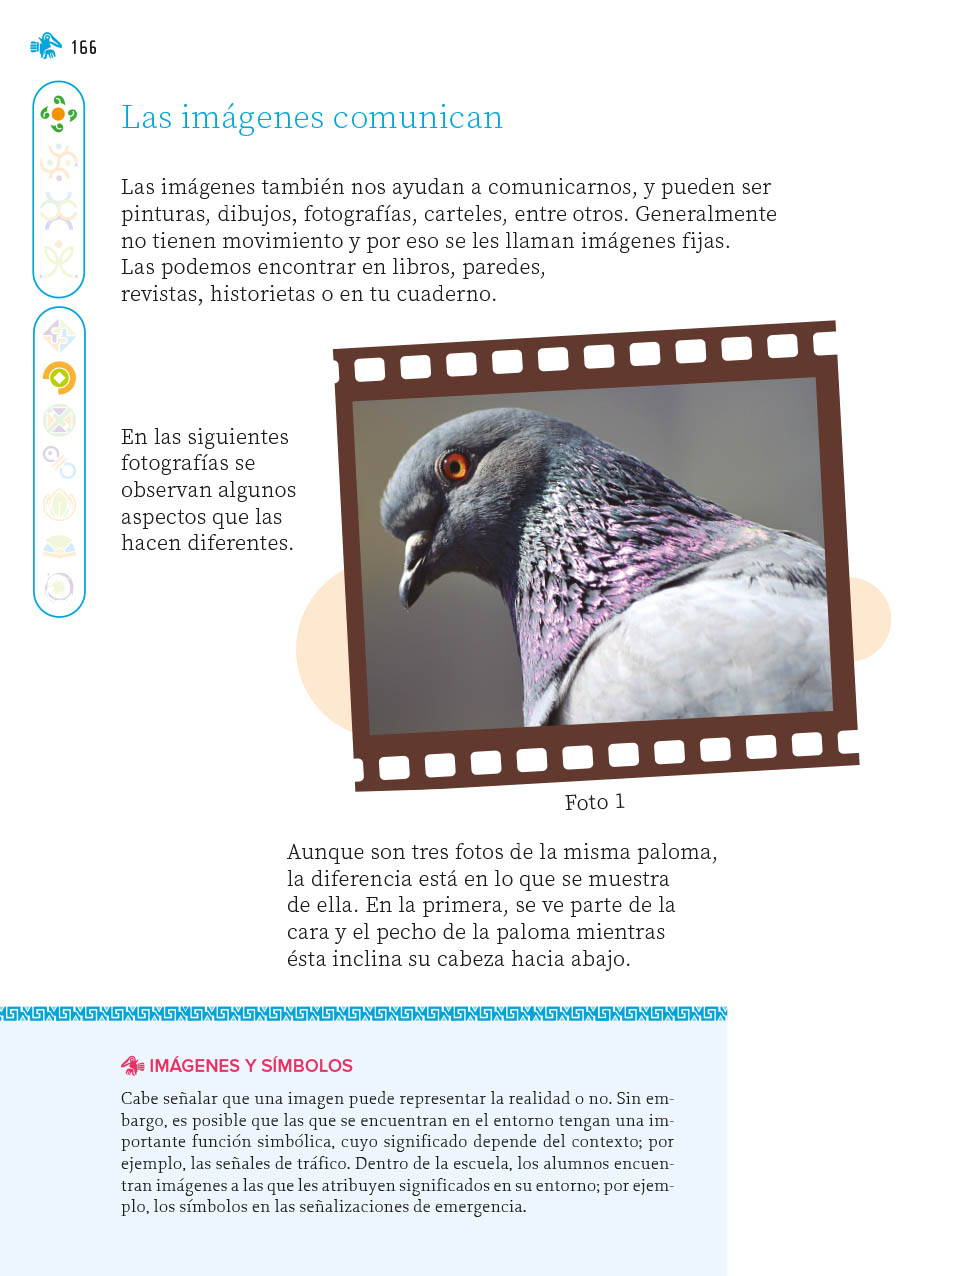 166
Las imágenes comunican
Las imágenes también nos ayudan a comunicarnos, y pueden ser
pinturas, dibujos, fotografías, carteles, entre otros. Generalmente
no tienen movimiento y por eso se les llaman imágenes fijas.
Las podemos encontrar en libros, paredes,
revistas, historietas o en tu cuaderno.
En las siguientes
fotografías se
observan algunos
aspectos que las
hacen diferentes.
Foto 1
Aunque son tres fotos de la misma paloma,
la diferencia está en lo que se muestra
de ella. En la primera, se ve parte de la
cara y el pecho de la paloma mientras
ésta inclina su cabeza hacia abajo.
IMÁGENES Y SÍMBOLOS
Cabe señalar que una imagen puede representar la realidad o no. Sin em-
bargo, es posible que las que se encuentran en el entorno tengan una im-
portante función simbólica, cuyo significado depende del contexto; por
ejemplo, las señales de tráfico. Dentro de la escuela, los alumnos encuen-
tran imágenes a las que les atribuyen significados en su entorno; por ejem-
plo, los símbolos en las señalizaciones de emergencia.